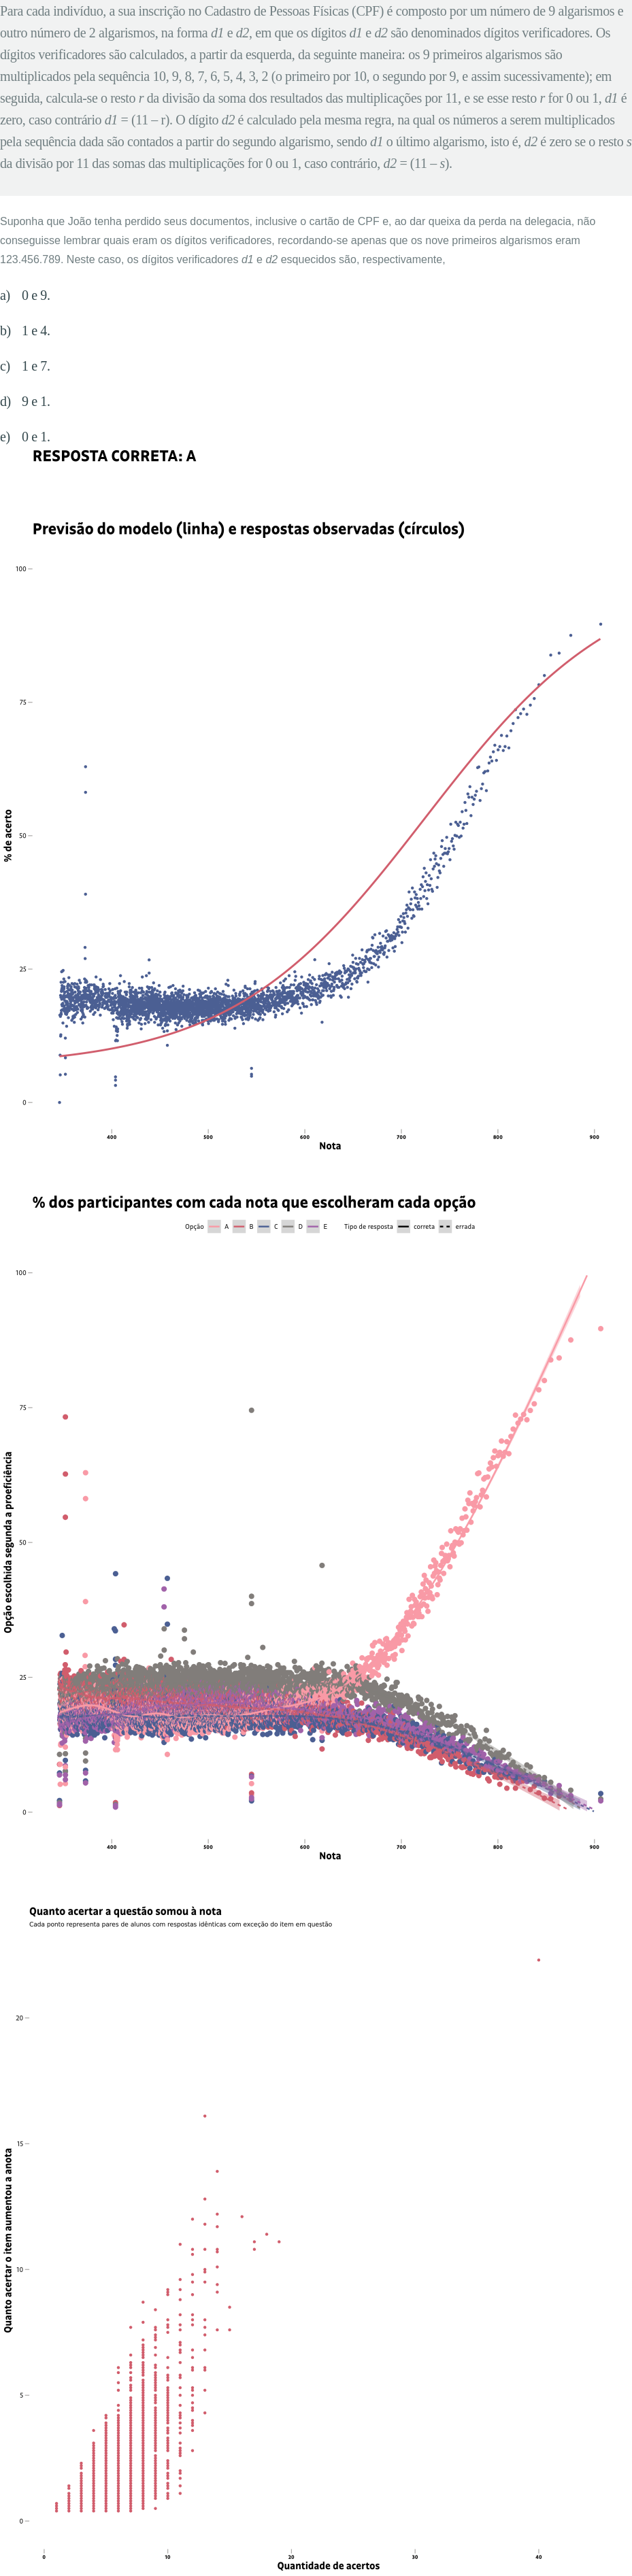 Para cada indivíduo, a sua inscrição no Cadastro de Pessoas Físicas (CPF) é composto por um número de 9 algarismos e
outro número de 2 algarismos, na forma d1 e d2, em que os dígitos d1 e d2 são denominados dígitos verificadores. Os
dígitos verificadores são calculados, a partir da esquerda, da seguinte maneira: os 9 primeiros algarismos são
multiplicados pela sequência 10, 9, 8, 7, 6, 5, 4, 3, 2 (o primeiro por 10, o segundo por 9, e assim sucessivamente); em
seguida, calcula-se o resto r da divisão da soma dos resultados das multiplicações por 11, e se esse resto r for 0 ou 1, d1 é
zero, caso contrário d1 = (11 – r). O dígito d2 é calculado pela mesma regra, na qual os números a serem multiplicados
pela sequência dada são contados a partir do segundo algarismo, sendo d1 o último algarismo, isto é, d2 é zero se o resto s
da divisão por 11 das somas das multiplicações for 0 ou 1, caso contrário, d2 = (11 – s).
Suponha que João tenha perdido seus documentos, inclusive o cartão de CPF e, ao dar queixa da perda na delegacia, não
conseguisse lembrar quais eram os dígitos verificadores, recordando-se apenas que os nove primeiros algarismos eram
123.456.789. Neste caso, os dígitos verificadores d1 e d2 esquecidos são, respectivamente,
a) 0 e 9.
b) 1 e 4.
c) 1 e 7.
d) 9 e 1.
e) 0 e 1.
RESPOSTA CORRETA: A
Previsão do modelo (linha) e respostas observadas (círculos)
100
75
% de acerto
50
25
0
400 500 600 700 800 900
Nota
% dos participantes com cada nota que escolheram cada opção
Opção A B C D E Tipo de resposta correta errada
100
75
Opção escolhida segunda a proeficiência
50
25
0
400 500 600 700 800 900
Nota
Quanto acertar a questão somou à nota
Cada ponto representa pares de alunos com respostas idênticas com exceção do item em questão
20
15
Quanto acertar o item aumentou a anota
10
5
0
0 10 20 30 40
Quantidade de acertos